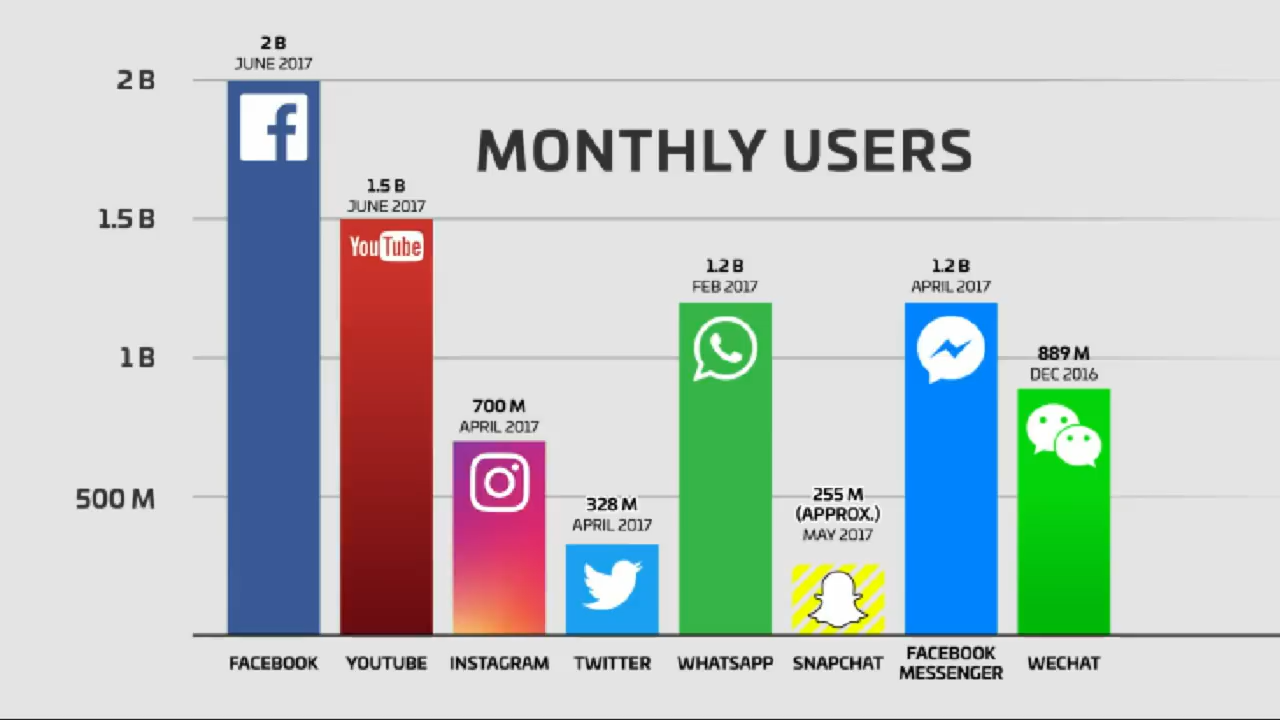 MONTHLY USERS
2 B
1.5 B
1 B
500 M
2 B
JUNE 2017
1.5 B
JUNE 2017
700 M
APRIL 2017
328 M
APRIL 2017
1.2 B
FEB 2017
255 M
(APPROX.)
MAY 2017
1.2 B
APRIL 2017
889 M
DEC 2016
f
YouTube
FACEBOOK
YOUTUBE
INSTAGRAM
TWITTER
WHATSAPP
SNAPCHAT
FACEBOOK
MESSENGER
WECHAT